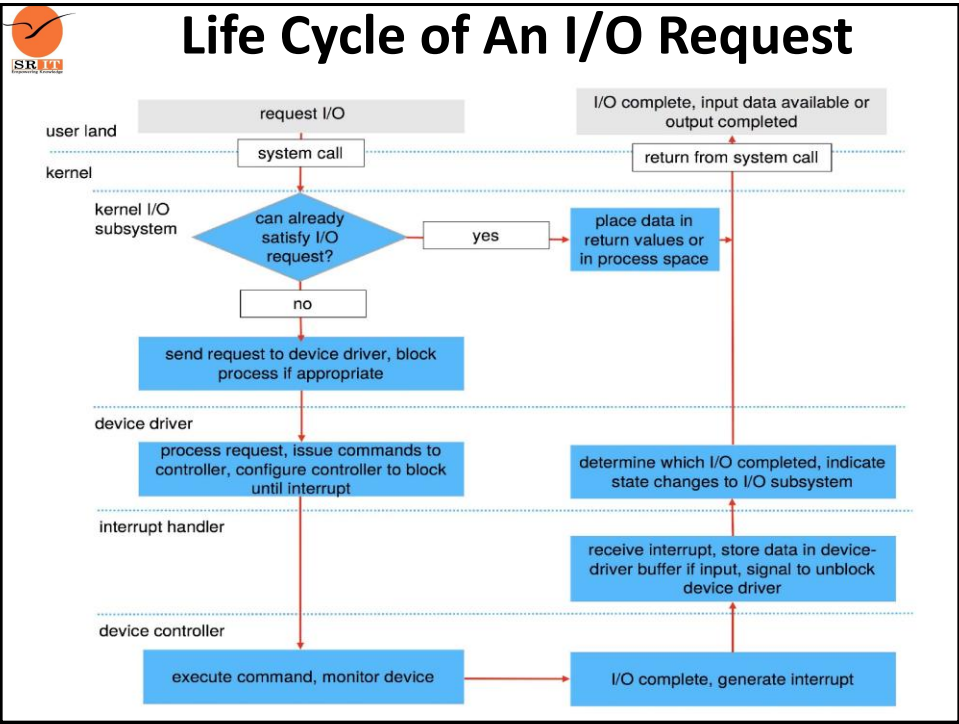 Life Cycle of An I/O Request
SRIT
Empowering Knowledge
request I/O
I/O complete, input data available or
output completed
user land
system call
return from system call
kernel
kernel I/O
subsystem
can already
satisfy I/O
request?
yes
place data in
return values or
in process space
no
send request to device driver, block
process if appropriate
device driver
process request, issue commands to
controller, configure controller to block
until interrupt
determine which I/O completed, indicate
state changes to I/O subsystem
interrupt handler
receive interrupt, store data in device-
driver buffer if input, signal to unblock
device driver
device controller
execute command, monitor device
I/O complete, generate interrupt